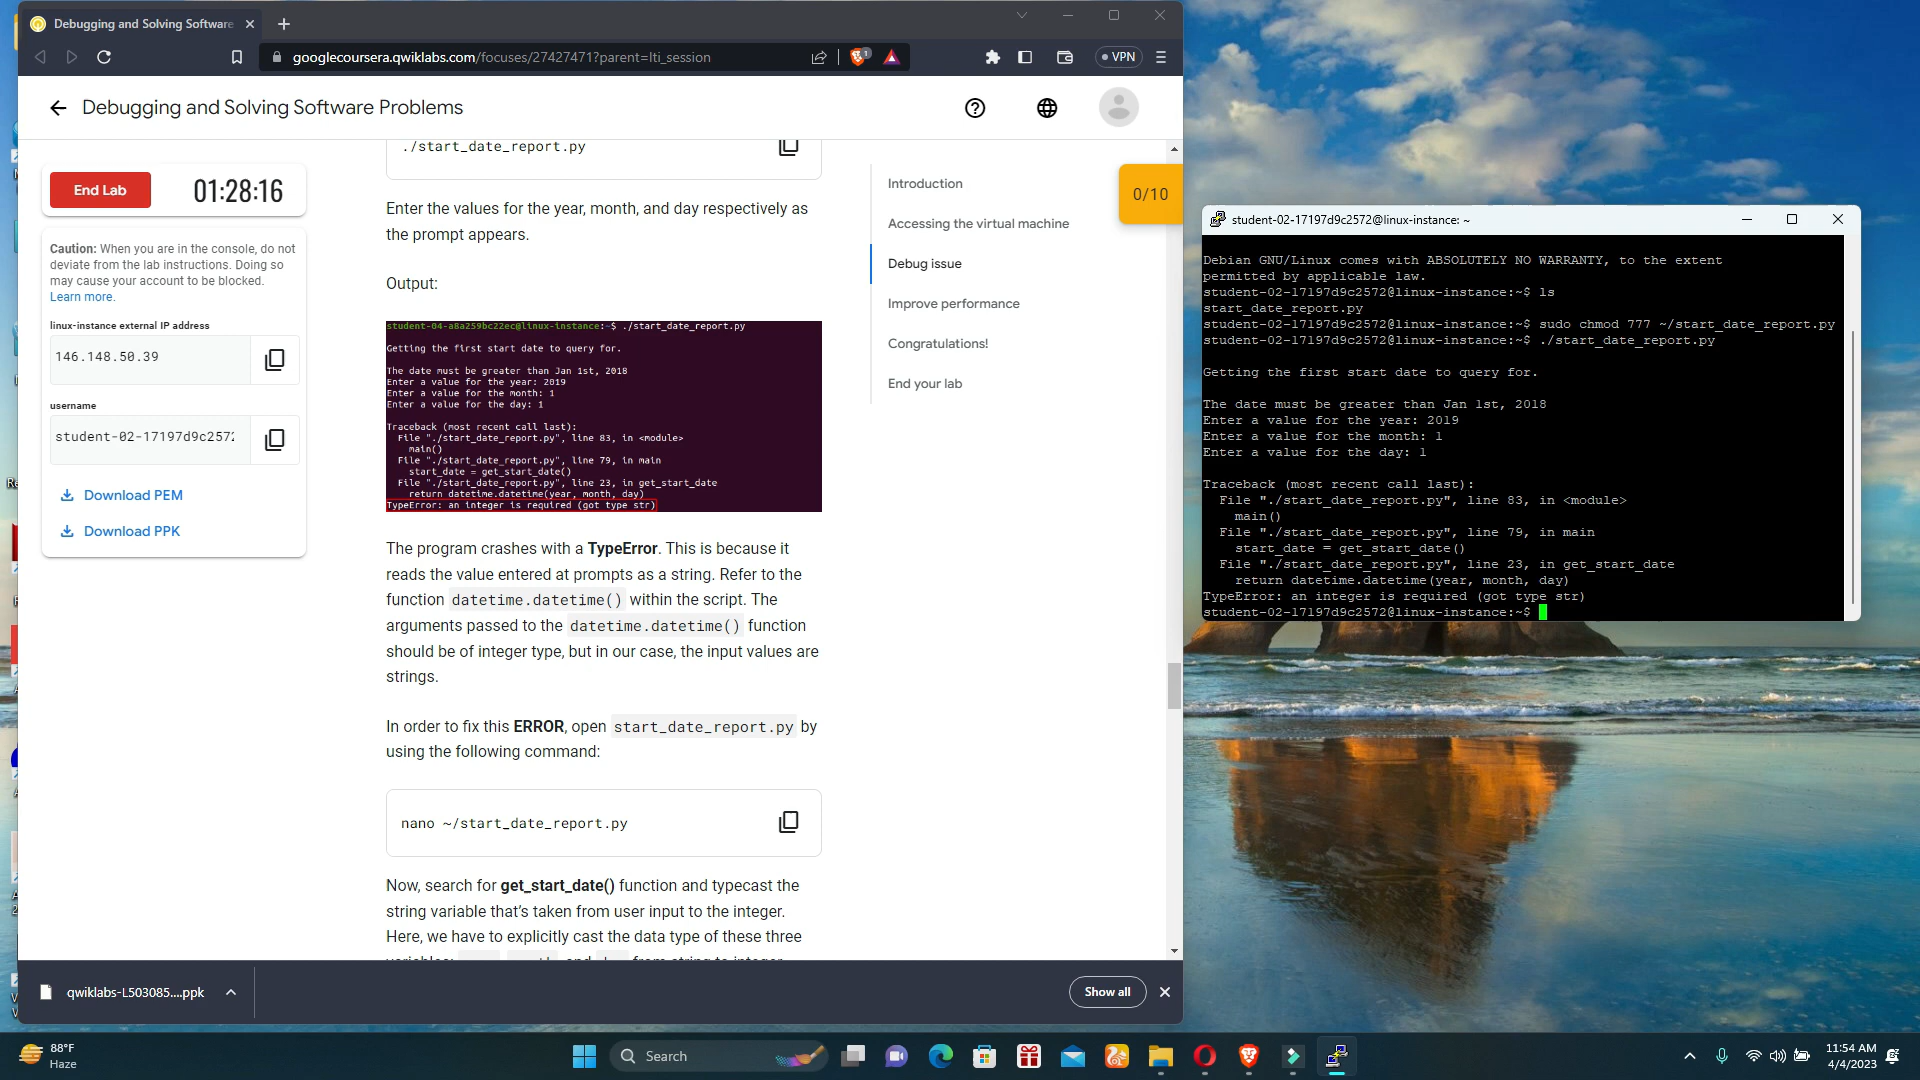 Debugging and Solving Software
googlecoursera.qwiklabs.com/focuses/27427471?parent=lti_session
1
VPN
Debugging and Solving Software Problems
End Lab
01:28:16
Caution: When you are in the console, do not
deviate from the lab instructions. Doing so
may cause your account to be blocked.
Learn more.
linux-instance external IP address
146.148.50.39
username
student-02-17197d9c2572
Download PEM
Download PPK
./start_date_report.py
Enter the values for the year, month, and day respectively as
the prompt appears.
Output:
student-04-a8a259bc22ec@linux-instance:~$ ./start_date_report.py
Getting the first start date to query for.
The date must be greater than Jan 1st, 2018
Enter a value for the year: 2019
Enter a value for the month: 1
Enter a value for the day: 1
Traceback (most recent call last):
File "./start_date_report.py", line 83, in <module>
main()
File "./start_date_report.py", line 79, in main
start_date = get_start_date()
File "./start_date_report.py", line 23, in get_start_date
return datetime.datetime(year, month, day)
TypeError: an integer is required (got type str)
The program crashes with a TypeError. This is because it
reads the value entered at prompts as a string. Refer to the
function datetime.datetime() within the script. The
arguments passed to the datetime.datetime() function
should be of integer type, but in our case, the input values are
strings.
In order to fix this ERROR, open start_date_report.py by
using the following command:
nano ~/start_date_report.py
Now, search for get_start_date() function and typecast the
string variable that's taken from user input to the integer.
Here, we have to explicitly cast the data type of these three
Introduction
Accessing the virtual machine
Debug issue
Improve performance
Congratulations!
End your lab
0/10
qwiklabs-L503085....ppk
Show all
student-02-17197d9c2572@linux-instance: ~
Debian GNU/Linux comes with ABSOLUTELY NO WARRANTY, to the extent
permitted by applicable law.
student-02-17197d9c2572@linux-instance:~$ ls
start_date_report.py
student-02-17197d9c2572@linux-instance:~$ sudo chmod 777 ~/start_date_report.py
student-02-17197d9c2572@linux-instance:~$ ./start_date_report.py
Getting the first start date to query for.
The date must be greater than Jan 1st, 2018
Enter a value for the year: 2019
Enter a value for the month: 1
Enter a value for the day: 1
Traceback (most recent call last):
File "./start_date_report.py", line 83, in <module>
main()
File "./start_date_report.py", line 79, in main
start_date = get_start_date()
File "./start_date_report.py", line 23, in get_start_date
return datetime.datetime(year, month, day)
TypeError: an integer is required (got type str)
student-02-17197d9c2572@linux-instance:~$
88°F
Haze
Search
11:54 AM
4/4/2023